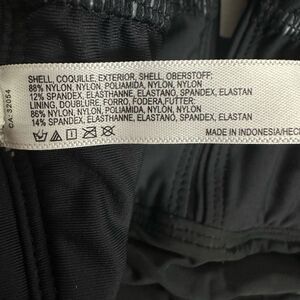 SHELL, COQUILLE, EXTERIOR, SHELL, OBERSTOFF;
88% NYLON, NYLON, POLIAMIDA, NYLON, NYLON
12% SPANDEX, ELASTHANNE, ELASTANO, SPANDEX, ELASTAN
LINING, DOUBLURE, FORRO, FODERA,FUTTER:
86% NYLON, NYLON, POLIAMIDA, NYLON, NYLON
14% SPANDEX, ELASTHANNE, ELASTANO, SPANDEX, ELASTAN
MADE IN INDONESIA/HEC
CA: 32054